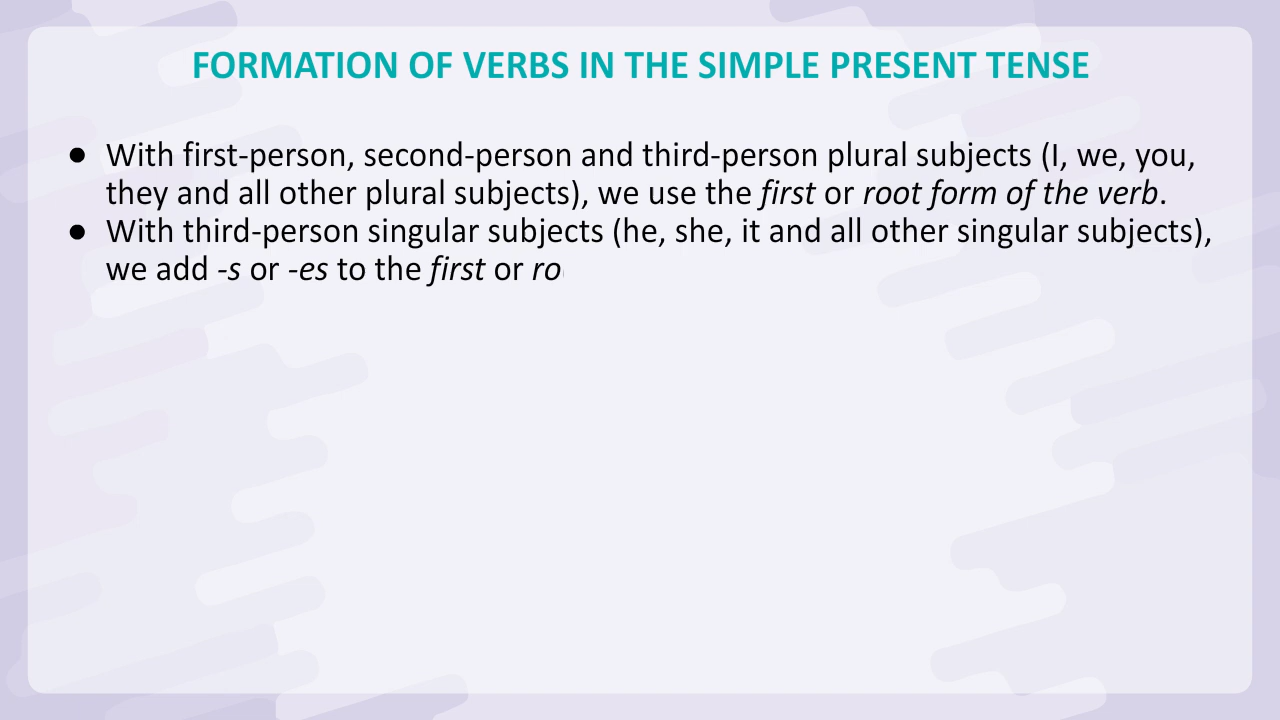 FORMATION OF VERBS IN THE SIMPLE PRESENT TENSE
● With first-person, second-person and third-person plural subjects (I, we, you,
they and all other plural subjects), we use the first or root form of the verb.
● With third-person singular subjects (he, she, it and all other singular subjects),
we add -s or -es to the first or ro